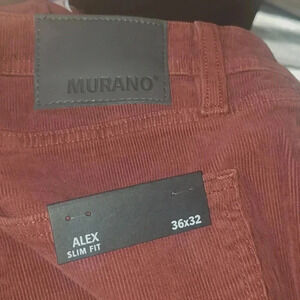 MURANO
ALEX
SLIM FIT
36x32